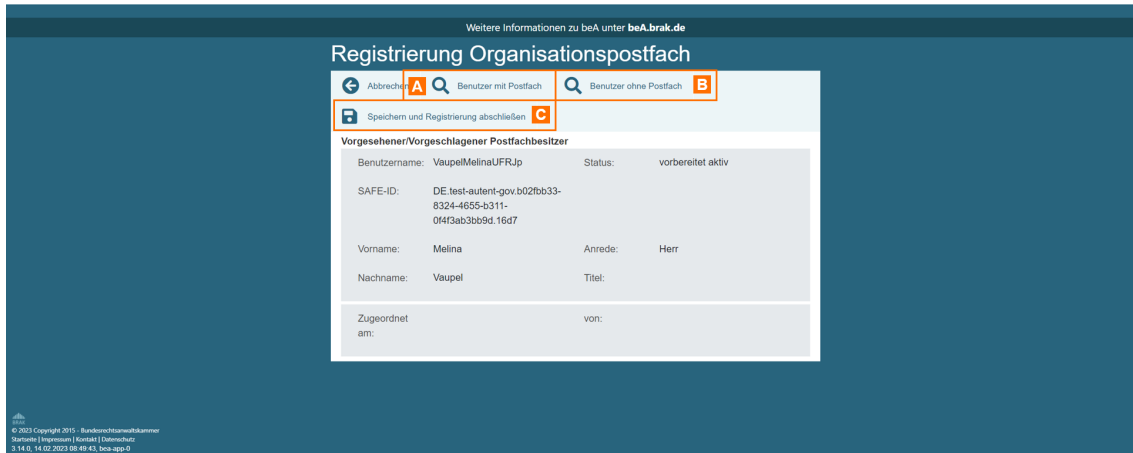 Weitere Informationen zu beA unter beA.brak.de
Registrierung Organisationspostfach
Abbrechen A Benutzer mit Postfach Benutzer ohne Postfach B
Speichern und Registrierung abschließen C
Vorgesehener/Vorgeschlagener Postfachbesitzer
Benutzername: VaupelMelinaUFRJp Status: vorbereitet aktiv
SAFE-ID: DE.test-autent-gov.b02fbb33-
8324-4655-b311-
0f4f3ab3bb9d.16d7
Vorname: Melina Anrede: Herr
Nachname: Vaupel Titel:
Zugeordnet von:
am:
BRAK
© 2023 Copyright 2015 - Bundesrechtsanwaltskammer
Startseite | Impressum | Kontakt | Datenschutz
3.14.0, 14.02.2023 08:49:43, bea-app-0